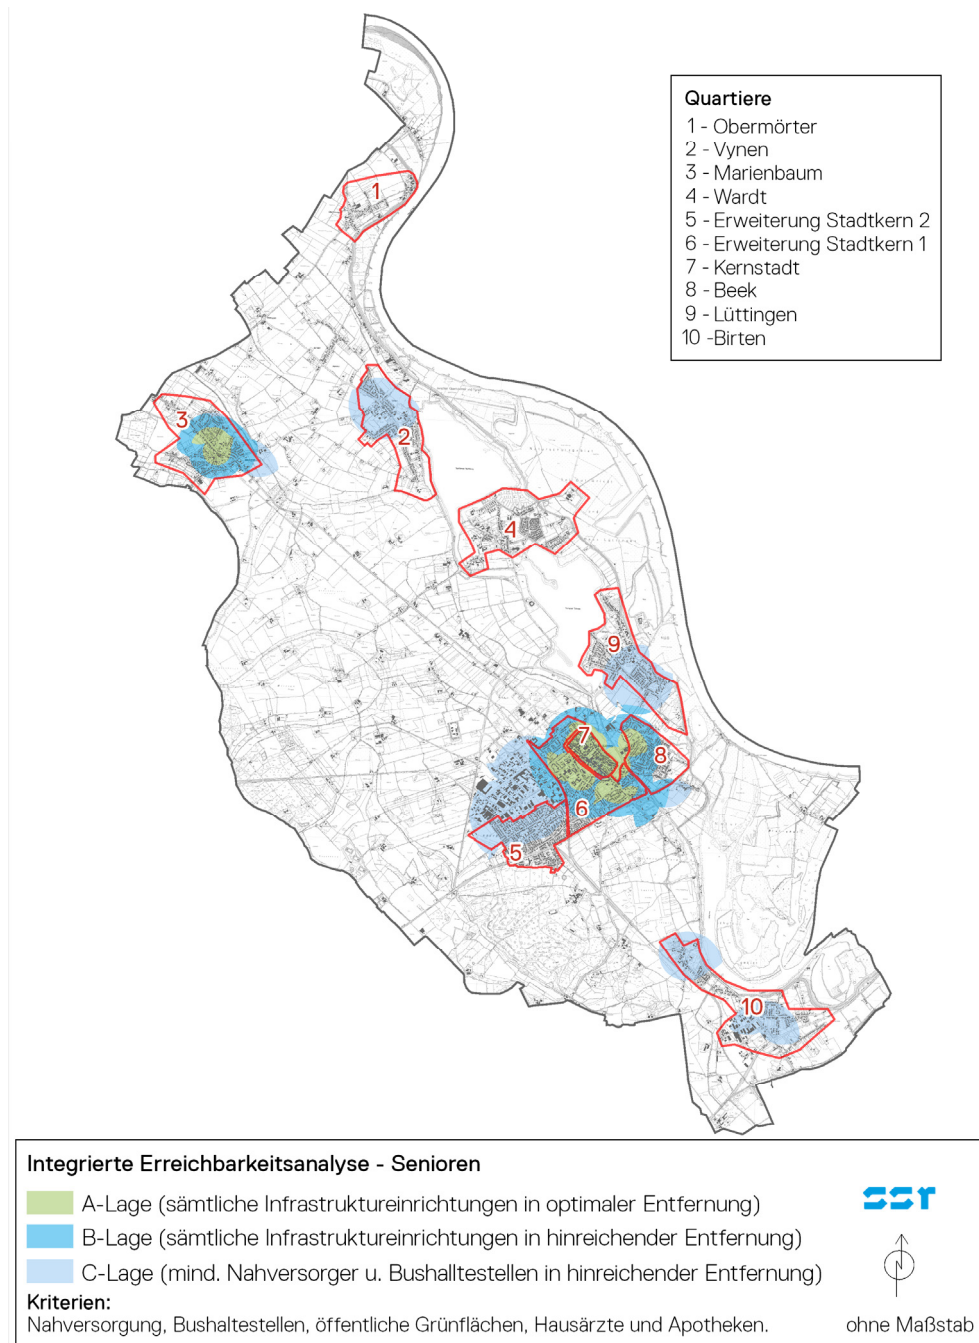 Quartiere
1 - Obermörter
2 - Vynen
3 - Marienbaum
4 - Wardt
5 - Erweiterung Stadtkern 2
6 - Erweiterung Stadtkern 1
7 - Kernstadt
8 - Beek
9 - Lüttingen
10 -Birten
1
3
2
4
9
7
8
6
5
10
Integrierte Erreichbarkeitsanalyse - Senioren
A-Lage (sämtliche Infrastruktureinrichtungen in optimaler Entfernung)
B-Lage (sämtliche Infrastruktureinrichtungen in hinreichender Entfernung)
C-Lage (mind. Nahversorger u. Bushalltestellen in hinreichender Entfernung)
ssr
Kriterien:
Nahversorgung, Bushaltestellen, öffentliche Grünflächen, Hausärzte und Apotheken.
ohne Maßstab